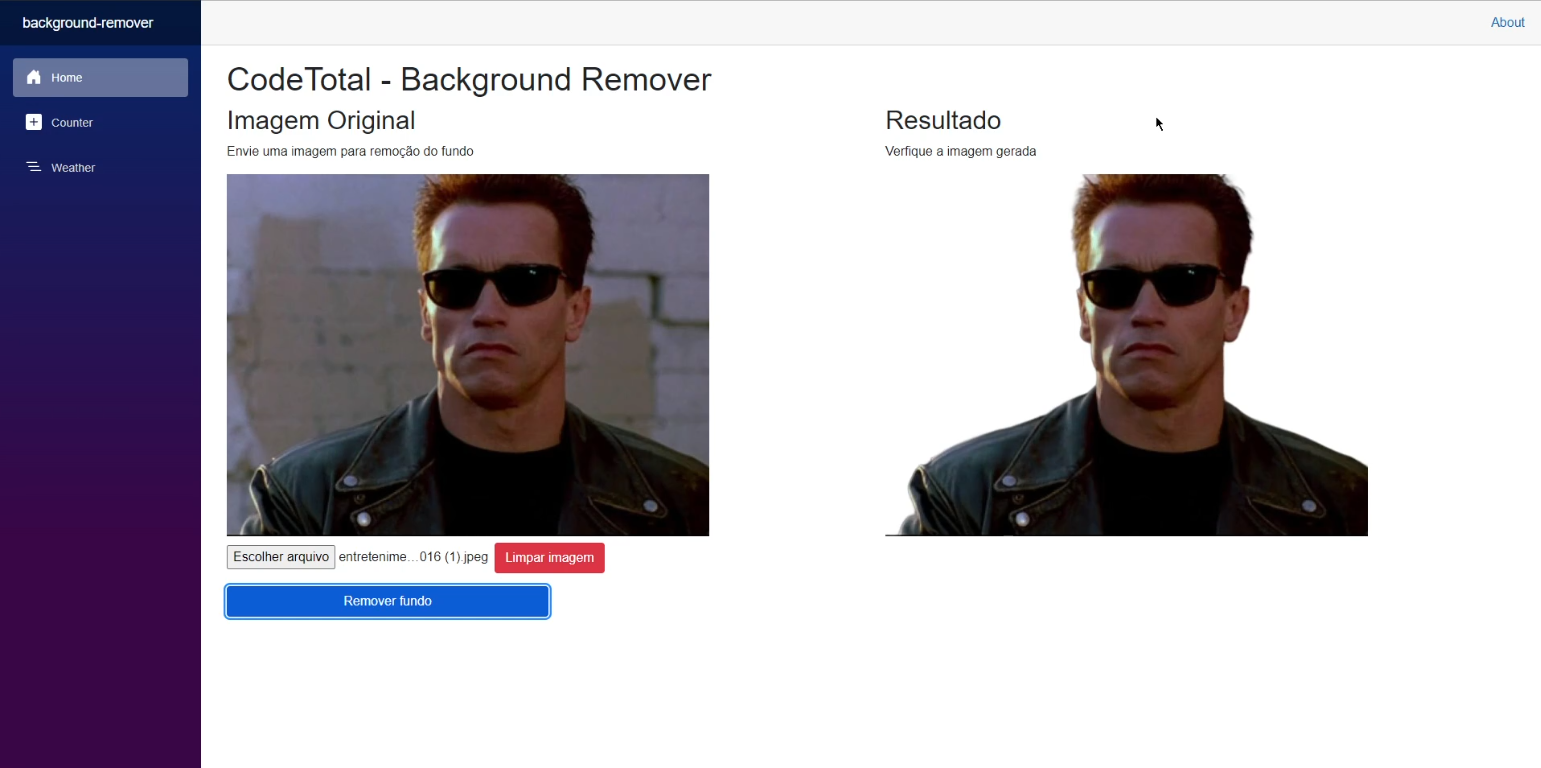 background-remover
About
Home
Counter
Weather
CodeTotal - Background Remover
Imagem Original
Envie uma imagem para remoção do fundo
Resultado
Verfique a imagem gerada
Escolher arquivo entretenime...016 (1).jpeg Limpar imagem
Remover fundo